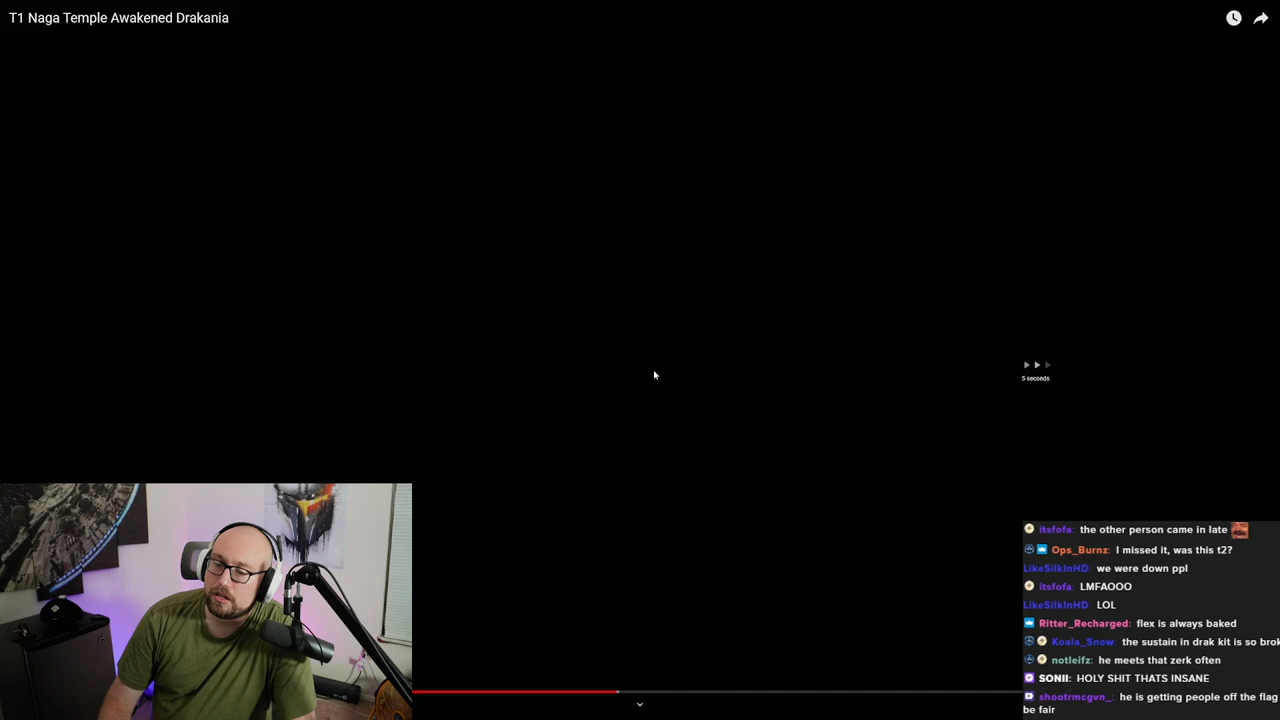 T1 Naga Temple Awakened Drakania
5 seconds
itsfofa: the other person came in late
Ops_Burnz: I missed it, was this t2?
LikeSilkInHD: we were down ppl
itsfofa: LMFAOOO
LikeSilkInHD: LOL
Ritter_Recharged: flex is always baked
Koala_Snow: the sustain in drak kit is so brok
notleifz: he meets that zerk often
SONII: HOLY SHIT THATS INSANE
shootrmcgvn_: he is getting people off the flag
be fair